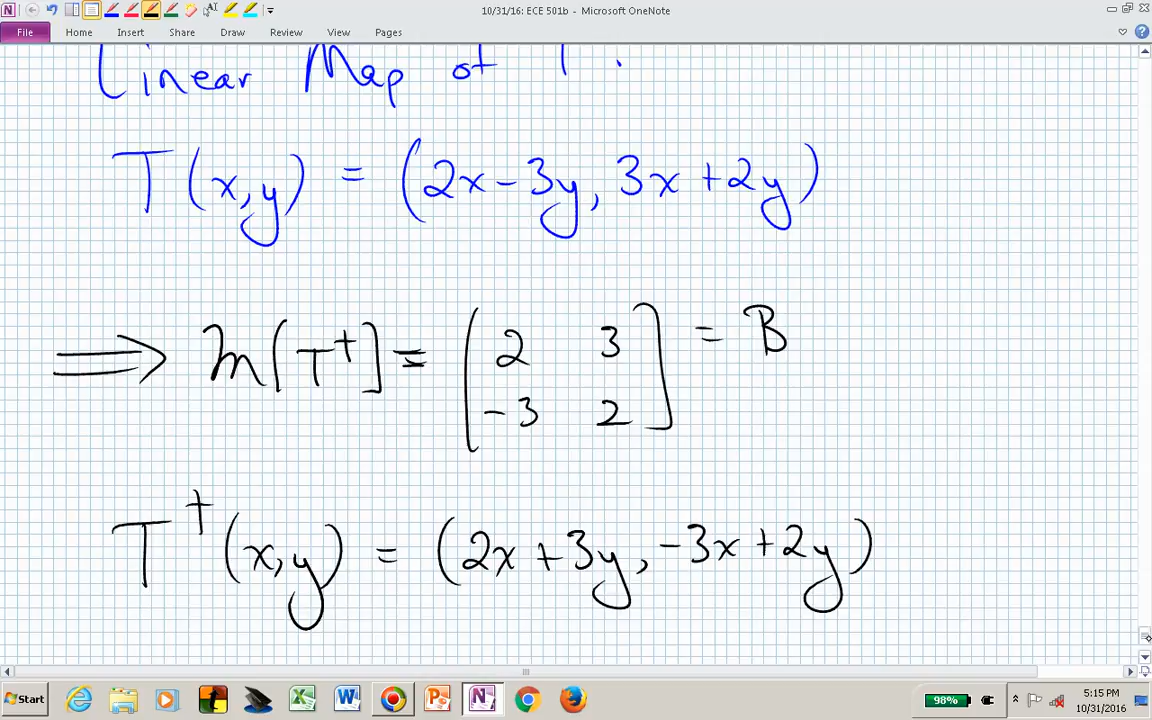 10/31/16: ECE 501b - Microsoft OneNote
File Home Insert Share Draw Review View Pages
Linear Map of T :
T(x,y) = (2x-3y, 3x+2y)
⟹ m[T†] = [2 3
-3 2] = B
T†(x,y) = (2x+3y, -3x+2y)
Start
98%
5:15 PM
10/31/2016